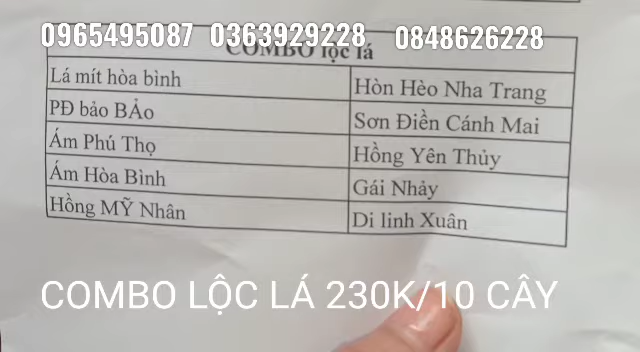 0965495087 0363929228 0848626228
COMBO lộc lá
Lá mít hòa bình Hòn Hèo Nha Trang
PĐ bảo BẢo Sơn Điền Cánh Mai
Ám Phú Thọ Hồng Yên Thủy
Ám Hòa Bình Gái Nhảy
Hồng MỸ Nhân Di linh Xuân
COMBO LỘC LÁ 230K/10 CÂY